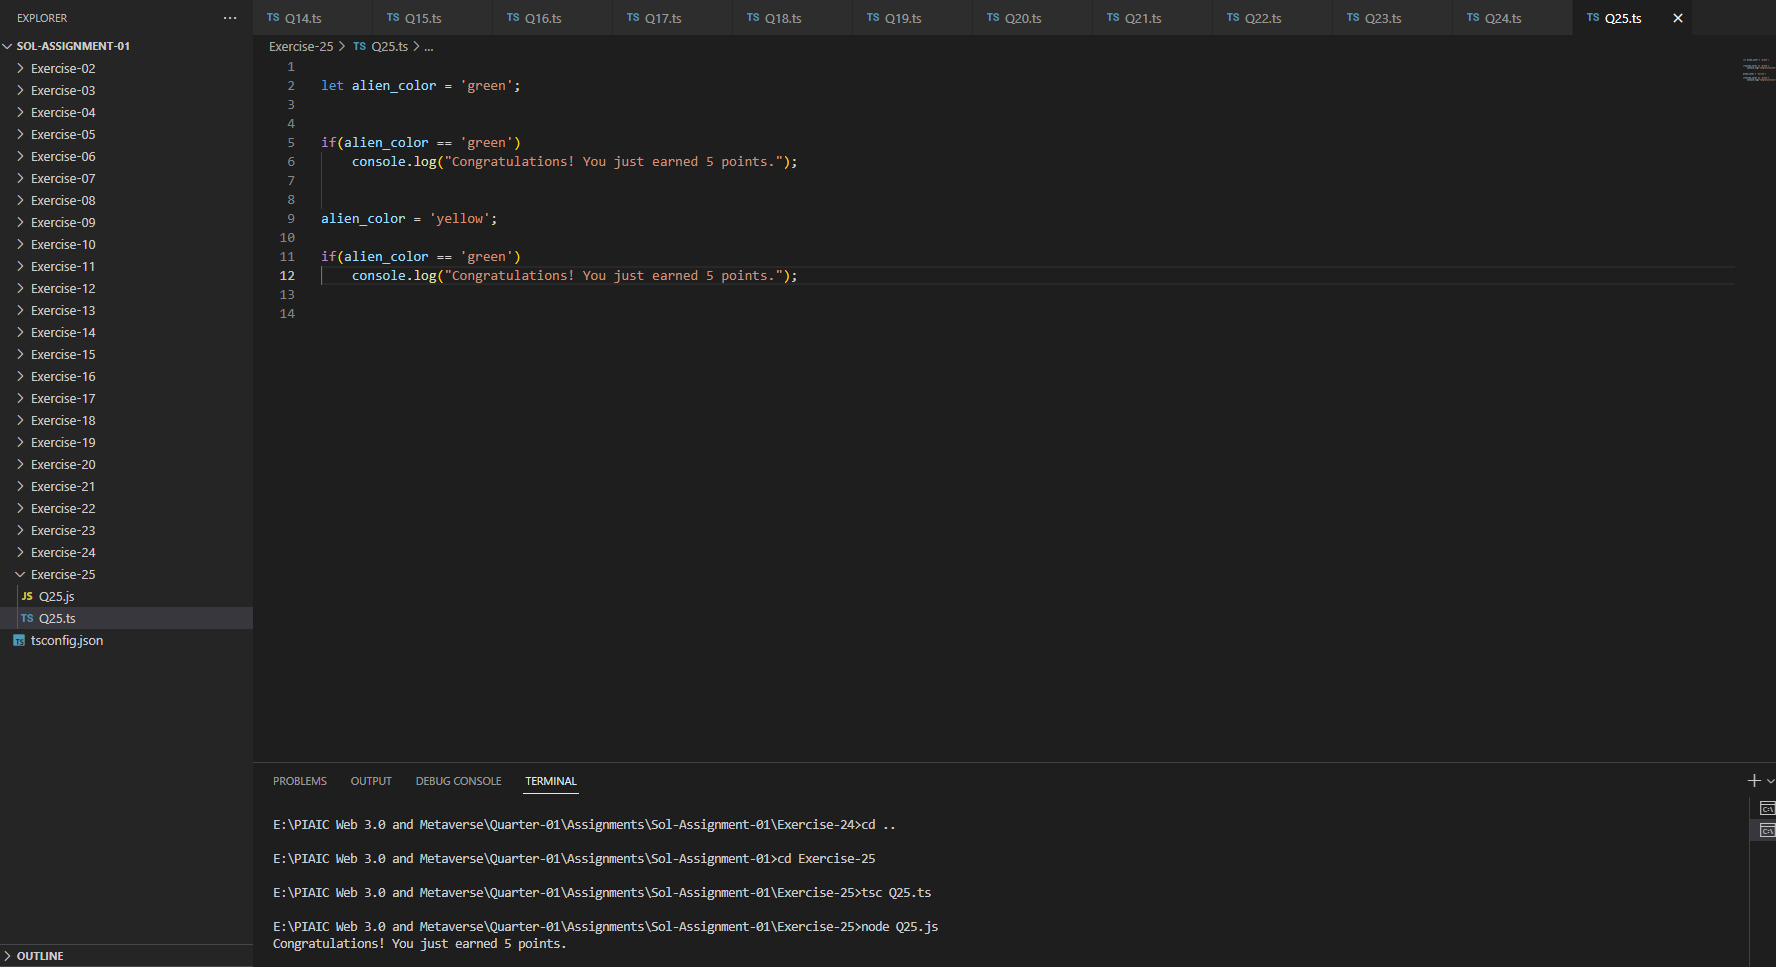 EXPLORER
SOL-ASSIGNMENT-01
Exercise-02
Exercise-03
Exercise-04
Exercise-05
Exercise-06
Exercise-07
Exercise-08
Exercise-09
Exercise-10
Exercise-11
Exercise-12
Exercise-13
Exercise-14
Exercise-15
Exercise-16
Exercise-17
Exercise-18
Exercise-19
Exercise-20
Exercise-21
Exercise-22
Exercise-23
Exercise-24
Exercise-25
JS Q25.js
TS Q25.ts
TS tsconfig.json
OUTLINE
TS Q14.ts TS Q15.ts TS Q16.ts TS Q17.ts TS Q18.ts TS Q19.ts TS Q20.ts TS Q21.ts TS Q22.ts TS Q23.ts TS Q24.ts TS Q25.ts
Exercise-25 > TS Q25.ts > ...
1
2 let alien_color = 'green';
3
4
5 if(alien_color == 'green')
6 console.log("Congratulations! You just earned 5 points.");
7
8
9 alien_color = 'yellow';
10
11 if(alien_color == 'green')
12 console.log("Congratulations! You just earned 5 points.");
13
14
PROBLEMS OUTPUT DEBUG CONSOLE TERMINAL
E:\PIAIC Web 3.0 and Metaverse\Quarter-01\Assignments\Sol-Assignment-01\Exercise-24>cd ..
E:\PIAIC Web 3.0 and Metaverse\Quarter-01\Assignments\Sol-Assignment-01>cd Exercise-25
E:\PIAIC Web 3.0 and Metaverse\Quarter-01\Assignments\Sol-Assignment-01\Exercise-25>tsc Q25.ts
E:\PIAIC Web 3.0 and Metaverse\Quarter-01\Assignments\Sol-Assignment-01\Exercise-25>node Q25.js
Congratulations! You just earned 5 points.